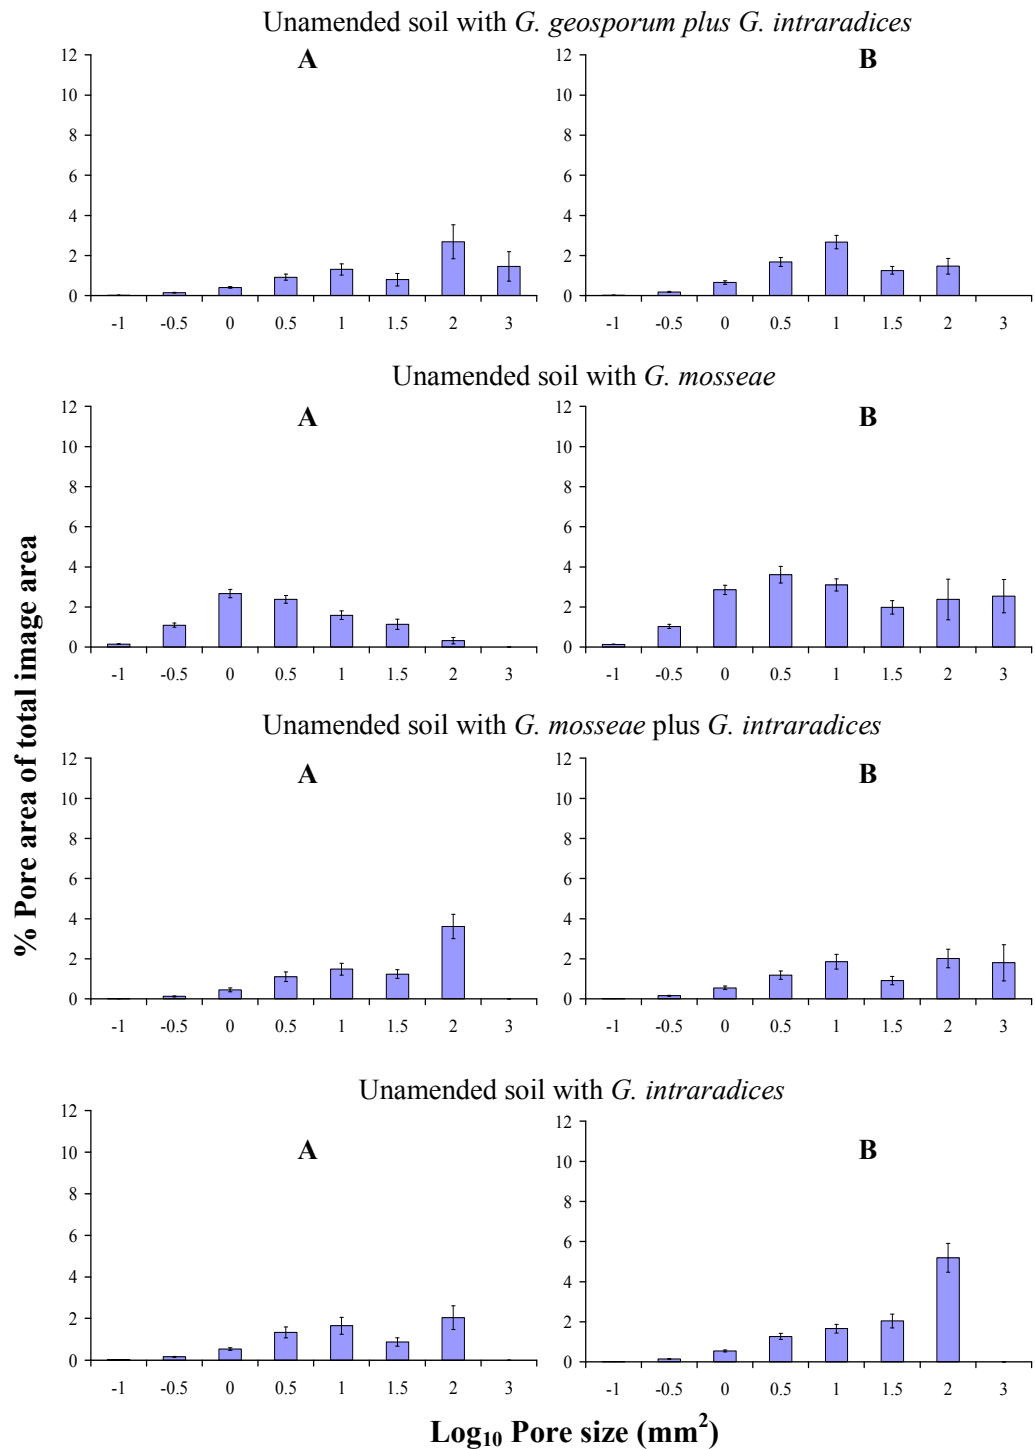 Unamended soil with G. geosporum plus G. intraradices
A
B
12
10
8
6
4
2
0
-1 -0.5 0 0.5 1 1.5 2 3
12
10
8
6
4
2
0
-1 -0.5 0 0.5 1 1.5 2 3
Unamended soil with G. mosseae
A
B
12
10
8
6
4
2
0
-1 -0.5 0 0.5 1 1.5 2 3
12
10
8
6
4
2
0
-1 -0.5 0 0.5 1 1.5 2 3
% Pore area of total image area
Unamended soil with G. mosseae plus G. intraradices
A
B
12
10
8
6
4
2
0
-1 -0.5 0 0.5 1 1.5 2 3
12
10
8
6
4
2
0
-1 -0.5 0 0.5 1 1.5 2 3
Unamended soil with G. intraradices
A
B
12
10
8
6
4
2
0
-1 -0.5 0 0.5 1 1.5 2 3
12
10
8
6
4
2
0
-1 -0.5 0 0.5 1 1.5 2 3
Log₁₀ Pore size (mm²)